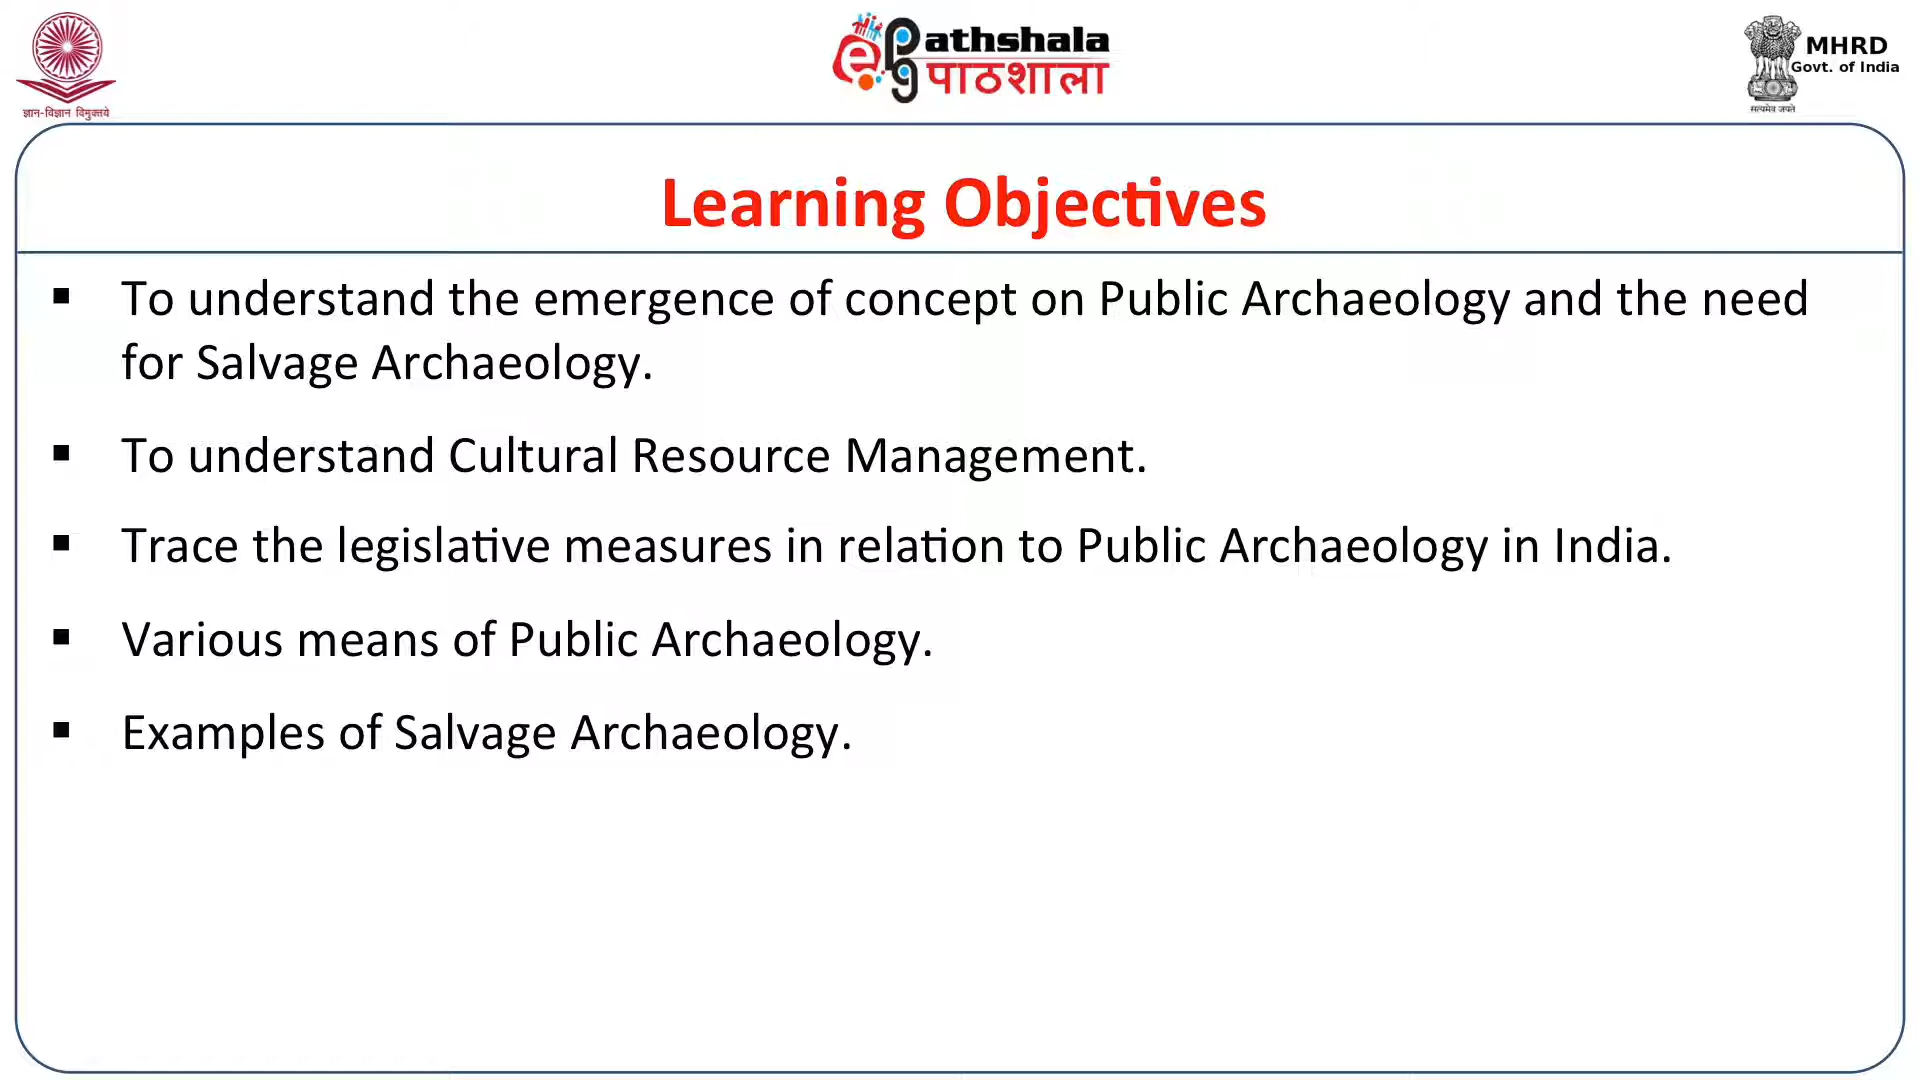 ज्ञान-विज्ञान विमुक्तये
e
pg
athshala
पाठशाला
MHRD
Govt. of India
सत्यमेव जयते
Learning Objectives
▪ To understand the emergence of concept on Public Archaeology and the need
for Salvage Archaeology.
▪ To understand Cultural Resource Management.
▪ Trace the legislative measures in relation to Public Archaeology in India.
▪ Various means of Public Archaeology.
▪ Examples of Salvage Archaeology.